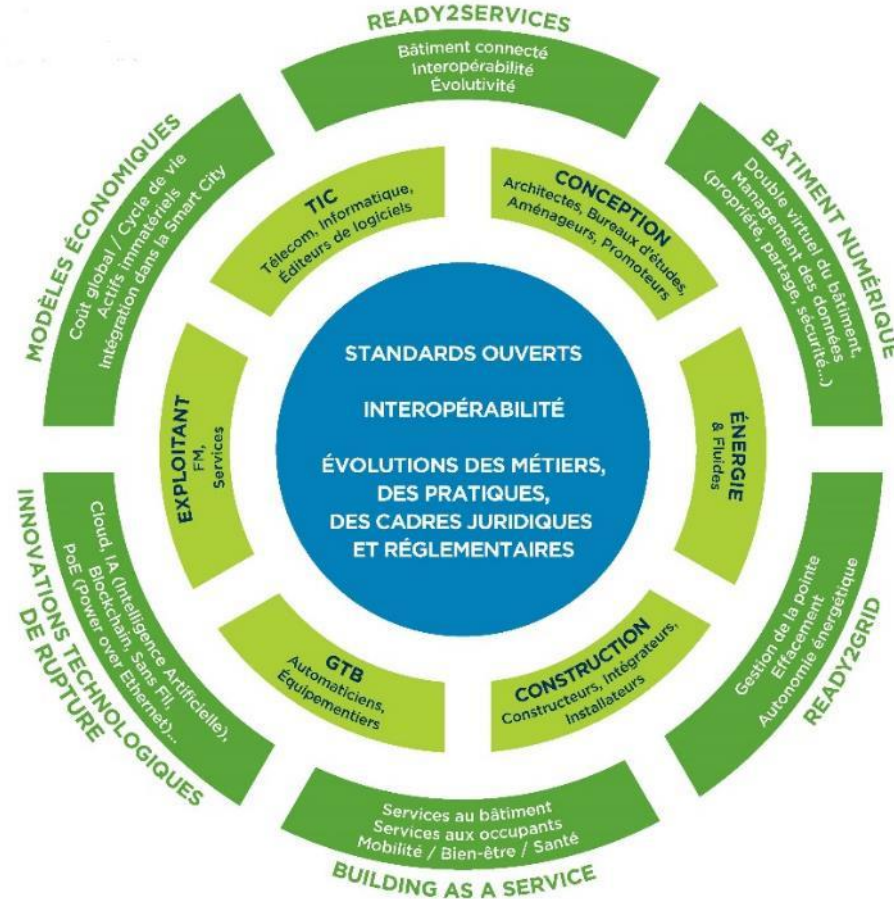 READY2SERVICES
Bâtiment connecté
Interopérabilité
Évolutivité
BÂTIMENT NUMÉRIQUE
Double virtuel du bâtiment,
Management des données
(propriété, partage, sécurité...)
READY2GRID
Gestion de la pointe
Effacement
Autonomie énergétique
BUILDING AS A SERVICE
Services au bâtiment
Services aux occupants
Mobilité / Bien-être / Santé
INNOVATIONS TECHNOLOGIQUES
DE RUPTURE
Cloud, IA (Intelligence Artificielle),
Blockchain, Sans Fil,
PoE (Power over Ethernet)...
MODÈLES ÉCONOMIQUES
Coût global / Cycle de vie
Actifs immatériels
Intégration dans la Smart City
TIC
Télecom, Informatique,
Éditeurs de logiciels
CONCEPTION
Architectes, Bureaux d'études,
Aménageurs, Promoteurs
ÉNERGIE
& Fluides
CONSTRUCTION
Constructeurs, Intégrateurs,
Installateurs
GTB
Automaticiens,
Équipementiers
EXPLOITANT
FM,
Services
STANDARDS OUVERTS
INTEROPÉRABILITÉ
ÉVOLUTIONS DES MÉTIERS,
DES PRATIQUES,
DES CADRES JURIDIQUES
ET RÉGLEMENTAIRES